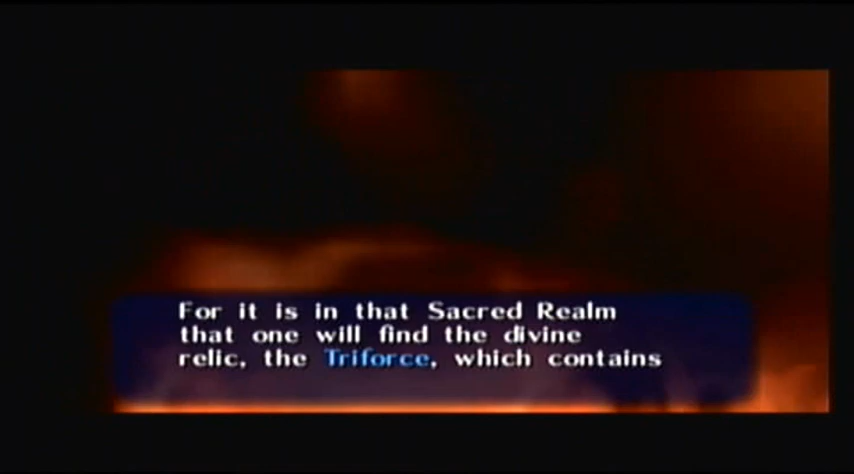 For it is in that Sacred Realm
that one will find the divine
relic, the Triforce, which contains